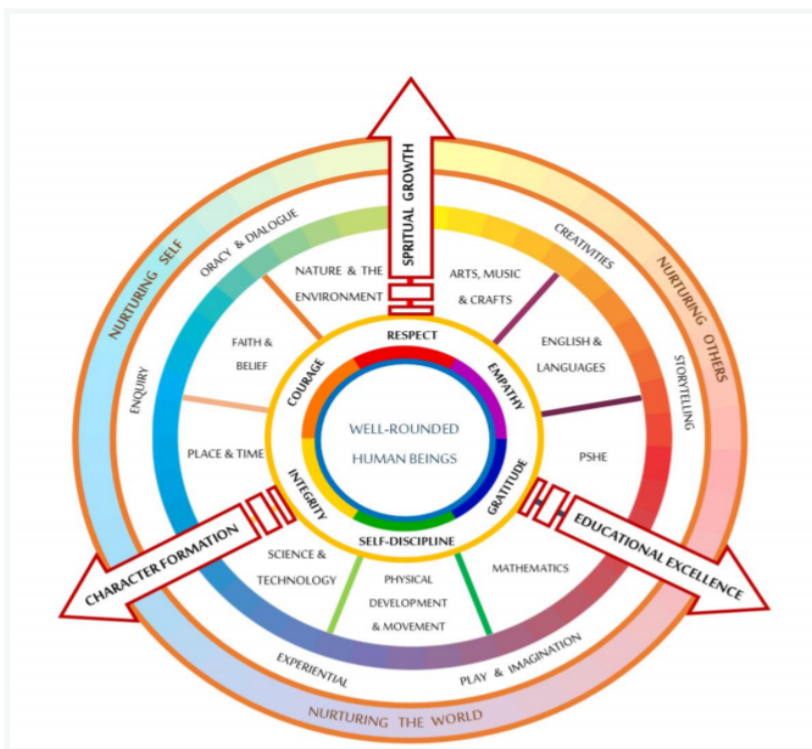 SPRITUAL GROWTH
NURTURING SELF
NURTURING OTHERS
NURTURING THE WORLD
ORACY & DIALOGUE
CREATIVITIES
STORYTELLING
PLAY & IMAGINATION
EXPERIENTIAL
ENQUIRY
NATURE & THE
ENVIRONMENT
ARTS, MUSIC
& CRAFTS
ENGLISH &
LANGUAGES
PSHE
MATHEMATICS
PHYSICAL
DEVELOPMENT
& MOVEMENT
SCIENCE &
TECHNOLOGY
PLACE & TIME
FAITH &
BELIEF
RESPECT
EMPATHY
GRATITUDE
SELF-DISCIPLINE
INTEGRITY
COURAGE
WELL-ROUNDED
HUMAN BEINGS
CHARACTER FORMATION
EDUCATIONAL EXCELLENCE